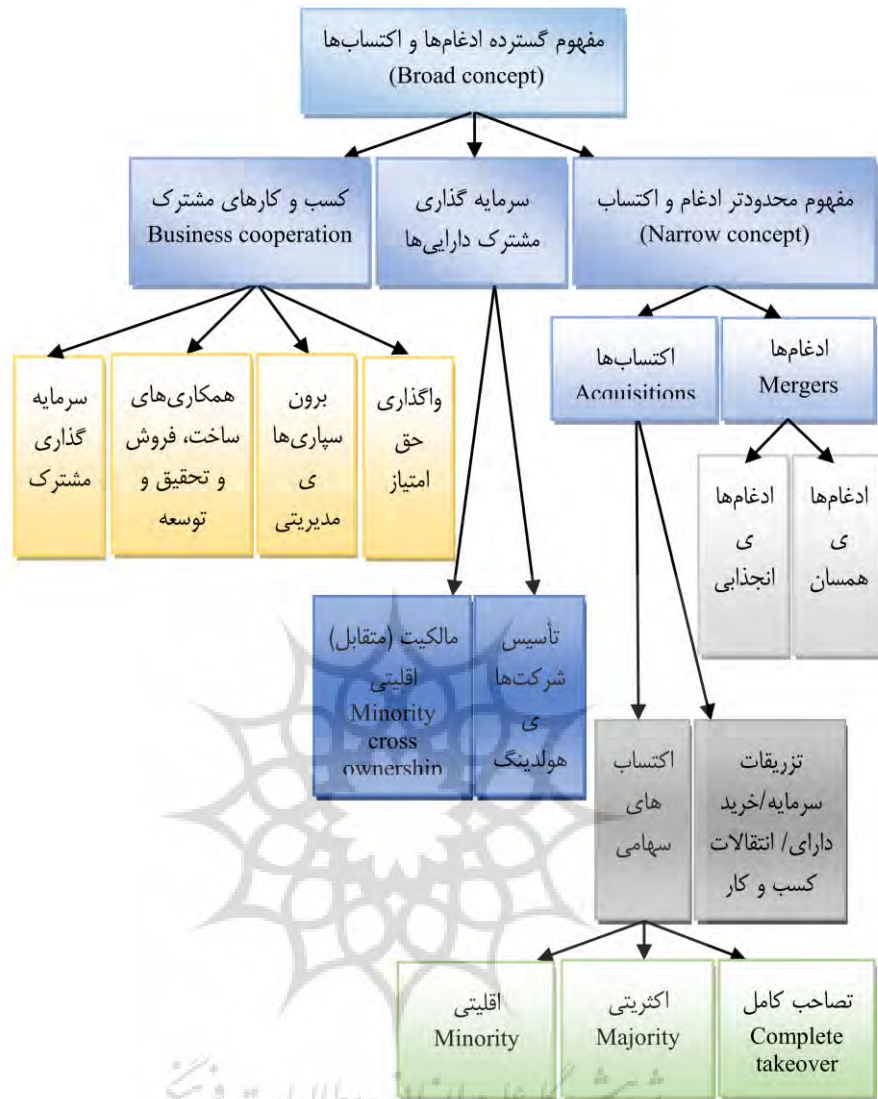 مفهوم گسترده ادغام‌ها و اکتساب‌ها
(Broad concept)
مفهوم محدودتر ادغام و اکتساب
(Narrow concept)
سرمایه گذاری
مشترک دارایی‌ها
کسب و کارهای مشترک
Business cooperation
ادغام‌ها
Mergers
اکتساب‌ها
Acquisitions
واگذاری
حق
امتیاز
برون
سپاری‌ها
ی
مدیریتی
همکاری‌های
ساخت، فروش
و تحقیق و
توسعه
سرمایه
گذاری
مشترک
ادغام‌ها
ی
همسان
ادغام‌ها
ی
انجذابی
تأسیس
شرکت‌ها
ی
هولدینگ
مالکیت (متقابل)
اقلیتی
Minority
cross
ownership
تزریقات
سرمایه/خرید
دارای/ انتقالات
کسب و کار
اکتساب
های
سهامی
تصاحب کامل
Complete
takeover
اکثریتی
Majority
اقلیتی
Minority